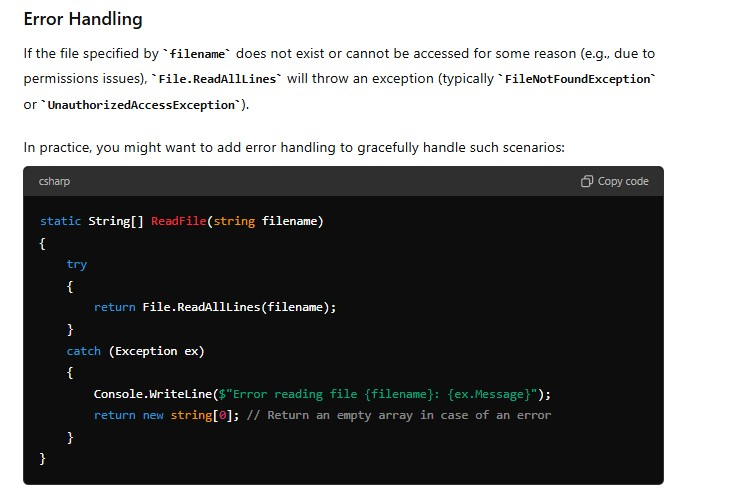 Error Handling
If the file specified by `filename` does not exist or cannot be accessed for some reason (e.g., due to
permissions issues), `File.ReadAllLines` will throw an exception (typically `FileNotFoundException`
or `UnauthorizedAccessException`).
In practice, you might want to add error handling to gracefully handle such scenarios:
csharp Copy code
static String[] ReadFile(string filename)
{
    try
    {
        return File.ReadAllLines(filename);
    }
    catch (Exception ex)
    {
        Console.WriteLine($"Error reading file {filename}: {ex.Message}");
        return new string[0]; // Return an empty array in case of an error
    }
}